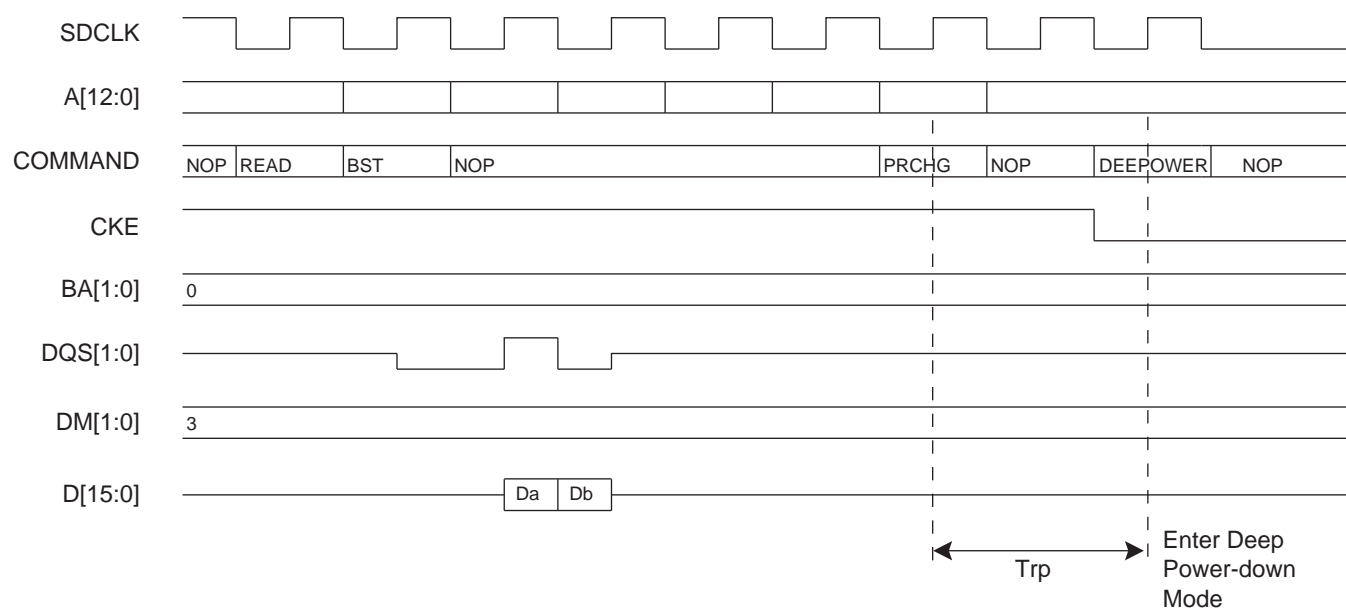 SDCLK
A[12:0]
COMMAND NOP READ BST NOP PRCHG NOP DEEPOWER NOP
CKE
BA[1:0] 0
DQS[1:0]
DM[1:0] 3
D[15:0] Da Db
Trp
Enter Deep
Power-down
Mode